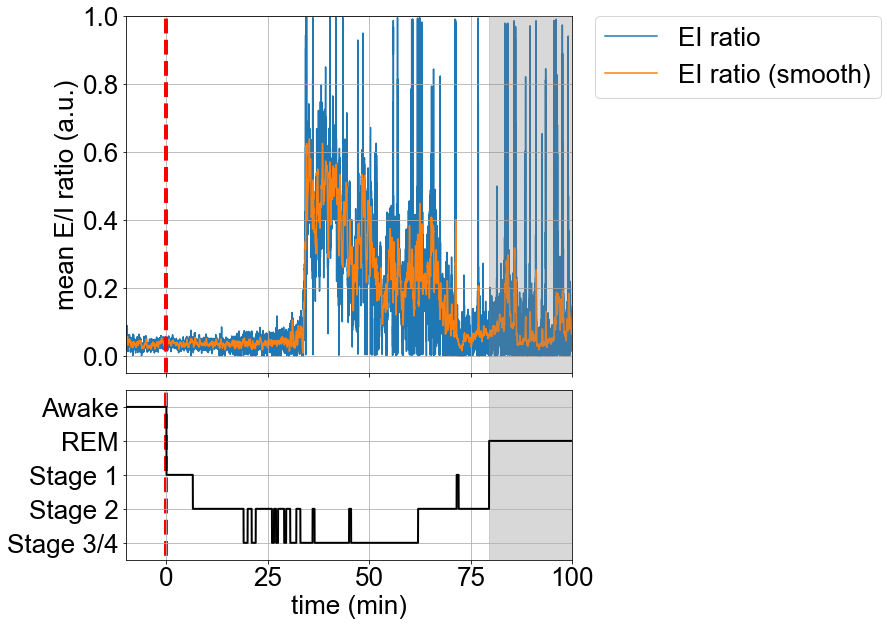 EI ratio
EI ratio (smooth)
mean E/I ratio (a.u.)
1.0
0.8
0.6
0.4
0.2
0.0
Awake
REM
Stage 1
Stage 2
Stage 3/4
0 25 50 75 100
time (min)